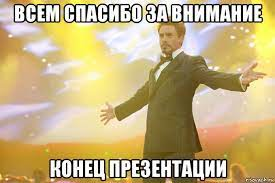 ВСЕМ СПАСИБО ЗА ВНИМАНИЕ
КОНЕЦ ПРЕЗЕНТАЦИИ